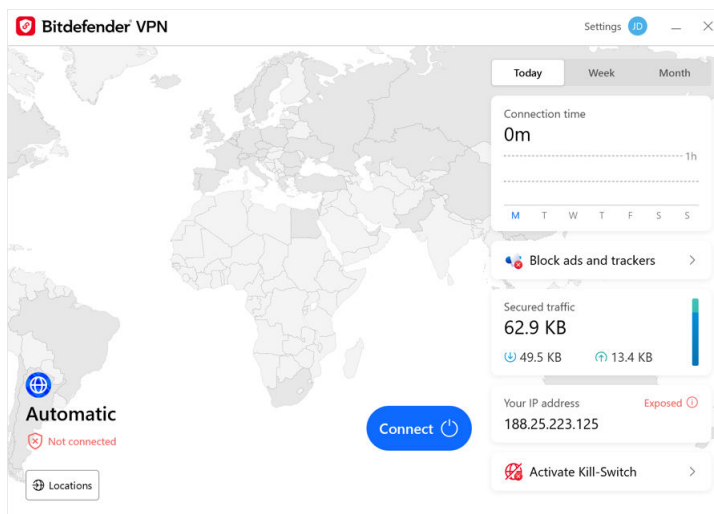 Bitdefender VPN
Settings JD
Today Week Month
Connection time
0m
1h
M T W T F S S
Block ads and trackers
Secured traffic
62.9 KB
49.5 KB 13.4 KB
Your IP address Exposed
188.25.223.125
Activate Kill-Switch
Automatic
Not connected
Connect
Locations